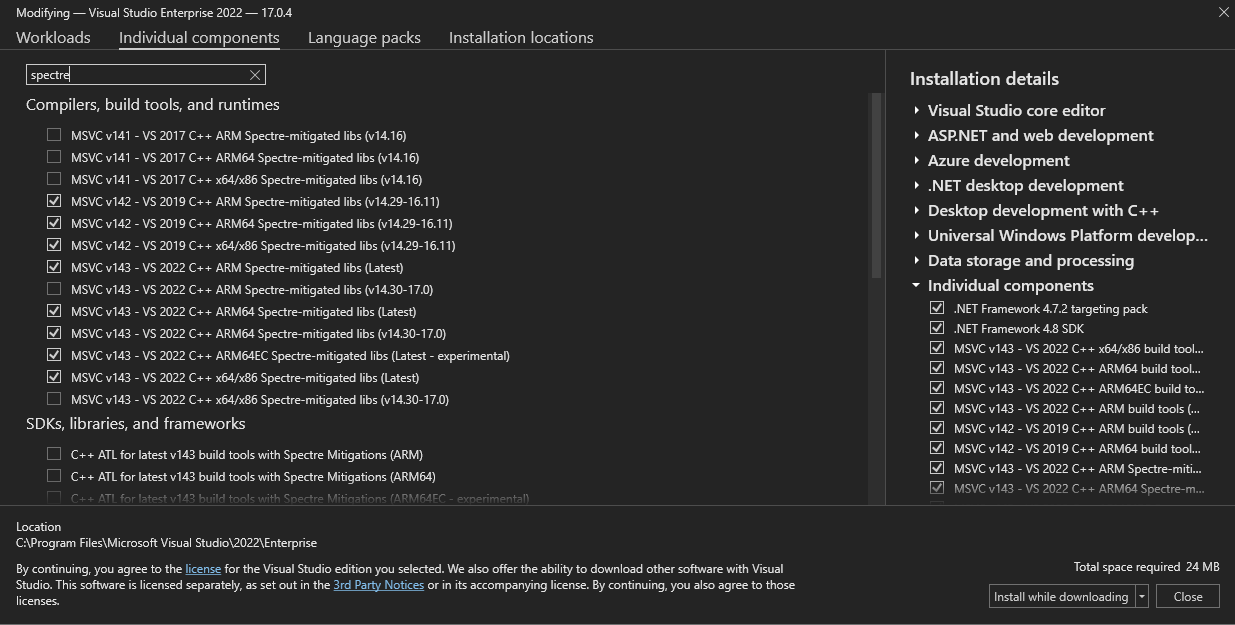 Modifying — Visual Studio Enterprise 2022 — 17.0.4
Workloads Individual components Language packs Installation locations
spectre
Compilers, build tools, and runtimes
MSVC v141 - VS 2017 C++ ARM Spectre-mitigated libs (v14.16)
MSVC v141 - VS 2017 C++ ARM64 Spectre-mitigated libs (v14.16)
MSVC v141 - VS 2017 C++ x64/x86 Spectre-mitigated libs (v14.16)
MSVC v142 - VS 2019 C++ ARM Spectre-mitigated libs (v14.29-16.11)
MSVC v142 - VS 2019 C++ ARM64 Spectre-mitigated libs (v14.29-16.11)
MSVC v142 - VS 2019 C++ x64/x86 Spectre-mitigated libs (v14.29-16.11)
MSVC v143 - VS 2022 C++ ARM Spectre-mitigated libs (Latest)
MSVC v143 - VS 2022 C++ ARM Spectre-mitigated libs (v14.30-17.0)
MSVC v143 - VS 2022 C++ ARM64 Spectre-mitigated libs (Latest)
MSVC v143 - VS 2022 C++ ARM64 Spectre-mitigated libs (v14.30-17.0)
MSVC v143 - VS 2022 C++ ARM64EC Spectre-mitigated libs (Latest - experimental)
MSVC v143 - VS 2022 C++ x64/x86 Spectre-mitigated libs (Latest)
MSVC v143 - VS 2022 C++ x64/x86 Spectre-mitigated libs (v14.30-17.0)
SDKs, libraries, and frameworks
C++ ATL for latest v143 build tools with Spectre Mitigations (ARM)
C++ ATL for latest v143 build tools with Spectre Mitigations (ARM64)
C++ ATL for latest v143 build tools with Spectre Mitigations (ARM64EC - experimental)
Installation details
Visual Studio core editor
ASP.NET and web development
Azure development
.NET desktop development
Desktop development with C++
Universal Windows Platform develop...
Data storage and processing
Individual components
.NET Framework 4.7.2 targeting pack
.NET Framework 4.8 SDK
MSVC v143 - VS 2022 C++ x64/x86 build tool...
MSVC v143 - VS 2022 C++ ARM64 build tool...
MSVC v143 - VS 2022 C++ ARM64EC build to...
MSVC v143 - VS 2022 C++ ARM build tools (...
MSVC v142 - VS 2019 C++ ARM build tools (...
MSVC v142 - VS 2019 C++ ARM64 build tool...
MSVC v143 - VS 2022 C++ ARM Spectre-miti...
MSVC v143 - VS 2022 C++ ARM64 Spectre-m...
Location
C:\Program Files\Microsoft Visual Studio\2022\Enterprise
By continuing, you agree to the license for the Visual Studio edition you selected. We also offer the ability to download other software with Visual
Studio. This software is licensed separately, as set out in the 3rd Party Notices or in its accompanying license. By continuing, you also agree to those
licenses.
Total space required 24 MB
Install while downloading Close